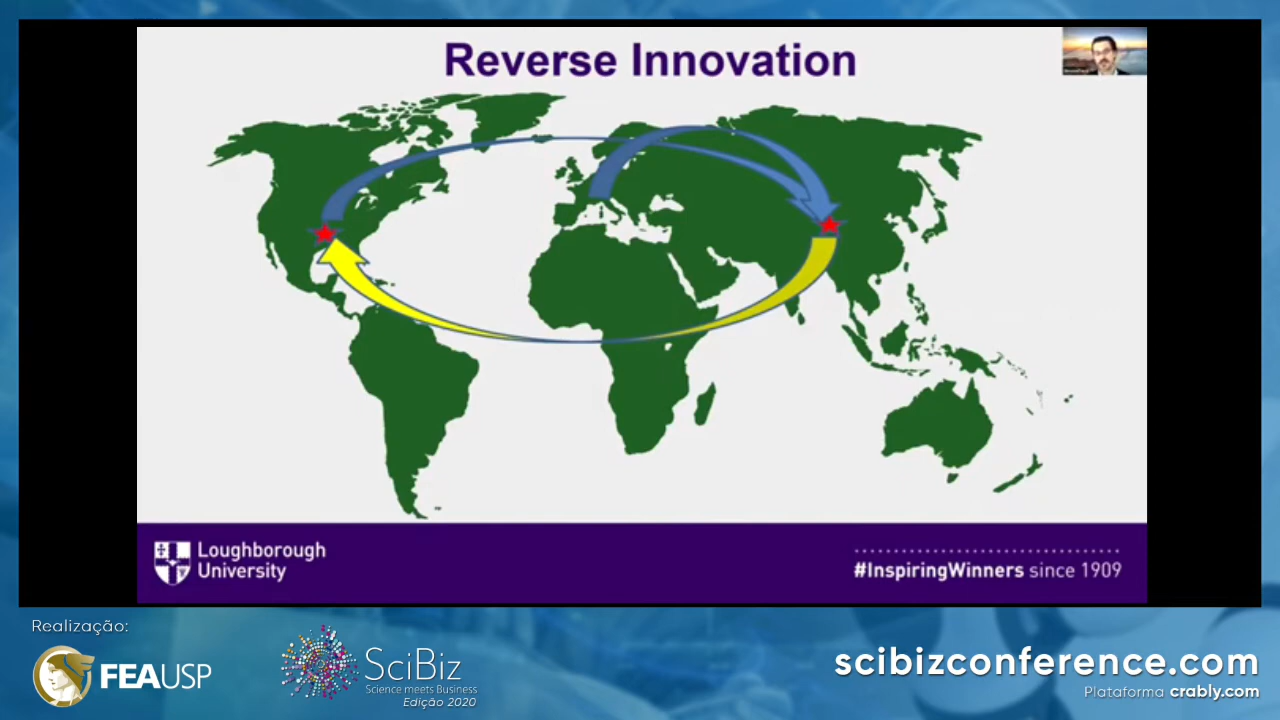 Reverse Innovation
Loughborough
University
#InspiringWinners since 1909
Realização:
FEAUSP
SciBiz
Science meets Business
Edição 2020
scibizconference.com
Plataforma crably.com